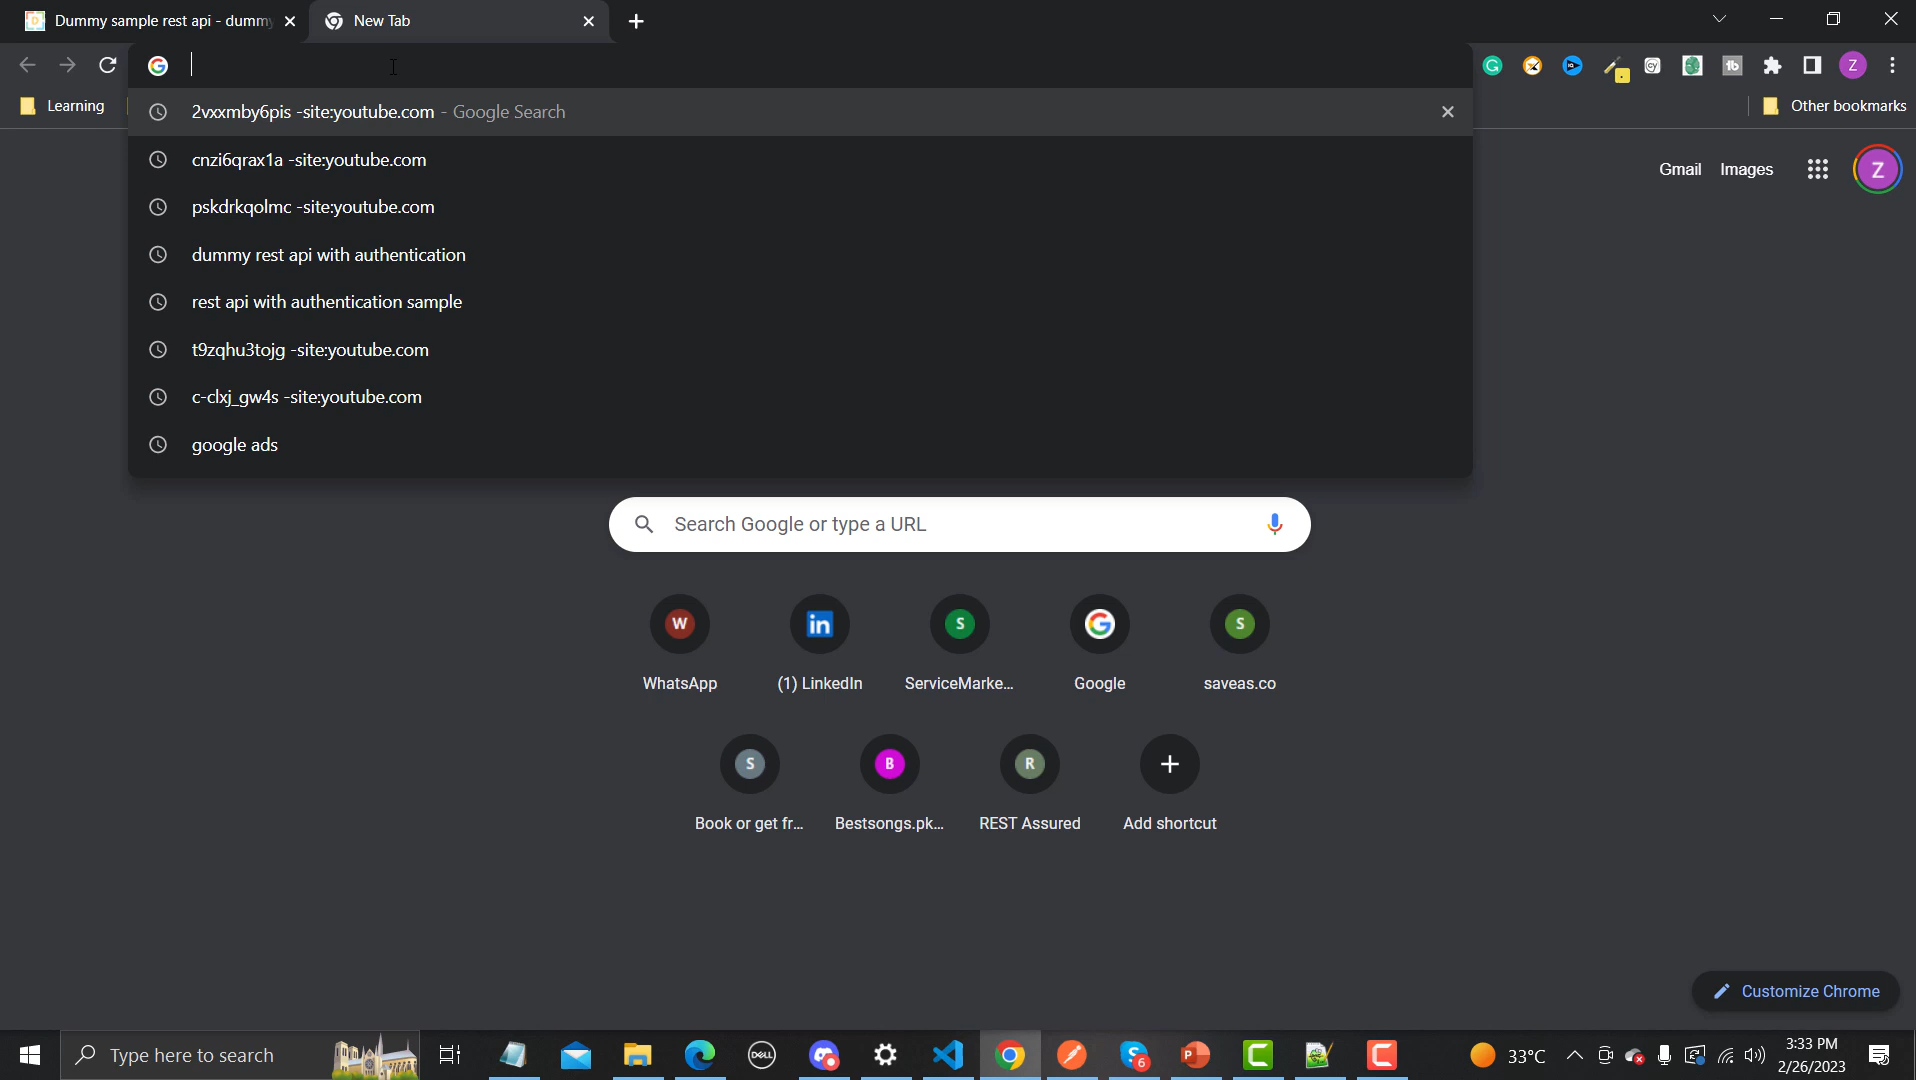 Dummy sample rest api - dummy
New Tab
2vxxmby6pis -site:youtube.com - Google Search
cnzi6qrax1a -site:youtube.com
pskdrkqolmc -site:youtube.com
dummy rest api with authentication
rest api with authentication sample
t9zqhu3tojg -site:youtube.com
c-clxj_gw4s -site:youtube.com
google ads
Learning
Other bookmarks
Gmail Images
Z
Z
Search Google or type a URL
W S S
WhatsApp (1) LinkedIn ServiceMarke... Google saveas.co
S B R
Book or get fr... Bestsongs.pk... REST Assured Add shortcut
Customize Chrome
Type here to search
DELL
6
33°C
3:33 PM
2/26/2023